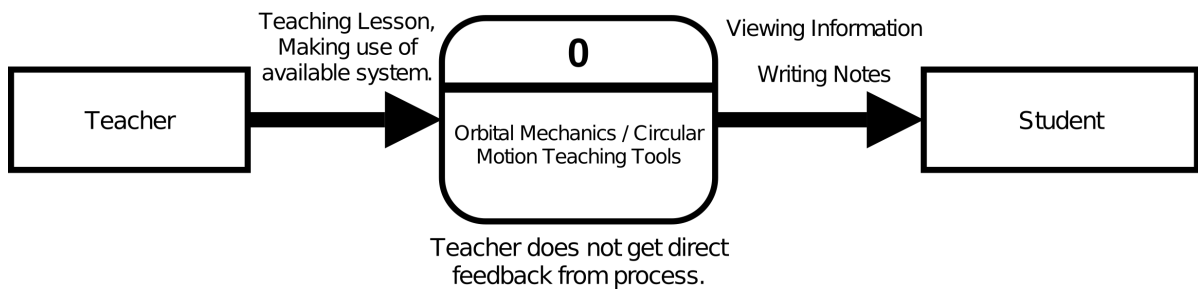 Teacher
Teaching Lesson,
Making use of
available system.
0
Orbital Mechanics / Circular
Motion Teaching Tools
Teacher does not get direct
feedback from process.
Viewing Information
Writing Notes
Student